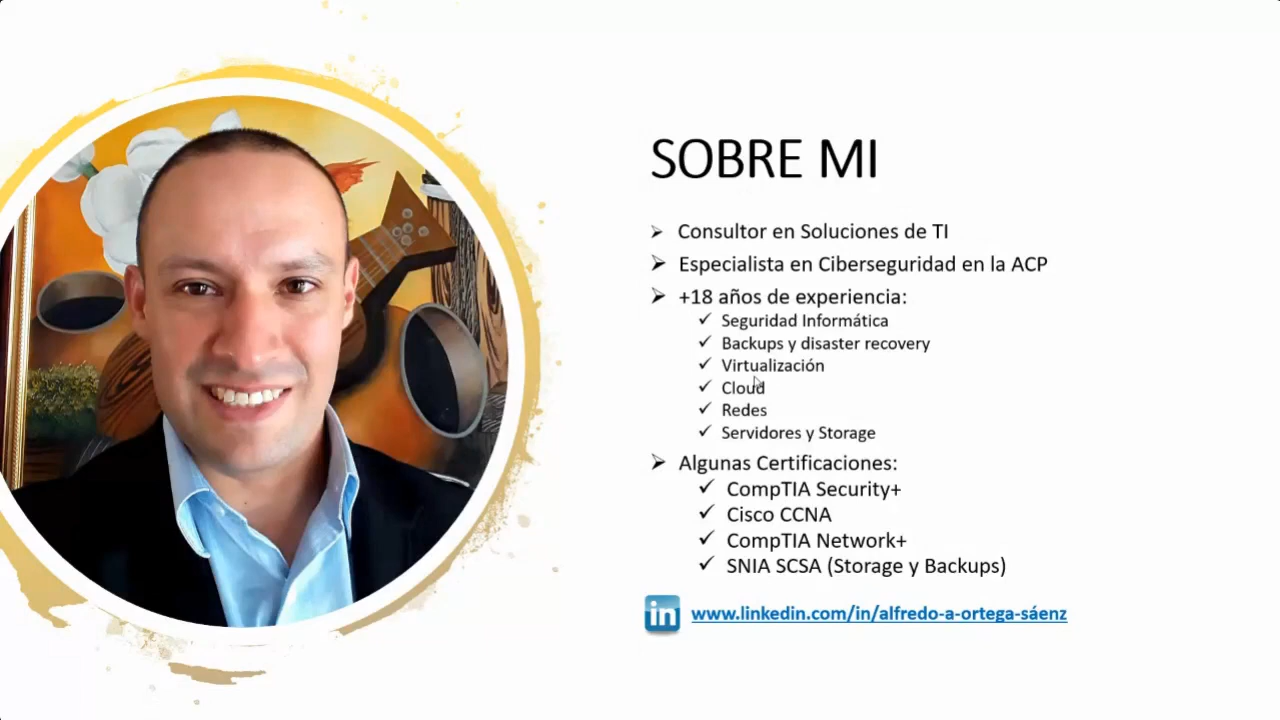 SOBRE MI
Consultor en Soluciones de TI
Especialista en Ciberseguridad en la ACP
+18 años de experiencia:
Seguridad Informática
Backups y disaster recovery
Virtualización
Cloud
Redes
Servidores y Storage
Algunas Certificaciones:
CompTIA Security+
Cisco CCNA
CompTIA Network+
SNIA SCSA (Storage y Backups)
in www.linkedin.com/in/alfredo-a-ortega-sáenz